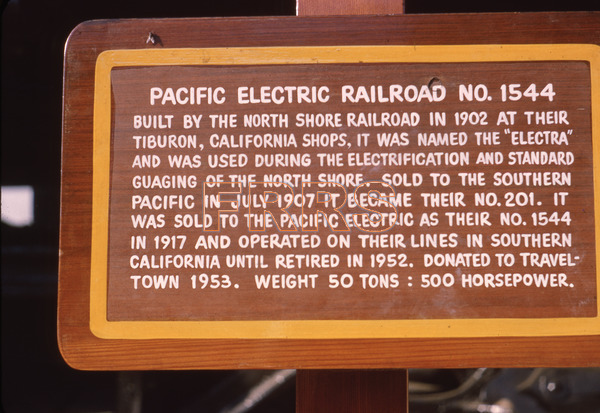 PACIFIC ELECTRIC RAILROAD NO. 1544
BUILT BY THE NORTH SHORE RAILROAD IN 1902 AT THEIR
TIBURON, CALIFORNIA SHOPS, IT WAS NAMED THE "ELECTRA"
AND WAS USED DURING THE ELECTRIFICATION AND STANDARD
GUAGING OF THE NORTH SHORE. SOLD TO THE SOUTHERN
PACIFIC IN JULY 1907 IT BECAME THEIR NO. 201. IT
WAS SOLD TO THE PACIFIC ELECTRIC AS THEIR NO. 1544
IN 1917 AND OPERATED ON THEIR LINES IN SOUTHERN
CALIFORNIA UNTIL RETIRED IN 1952. DONATED TO TRAVEL-
TOWN 1953. WEIGHT 50 TONS : 500 HORSEPOWER.
FRRS